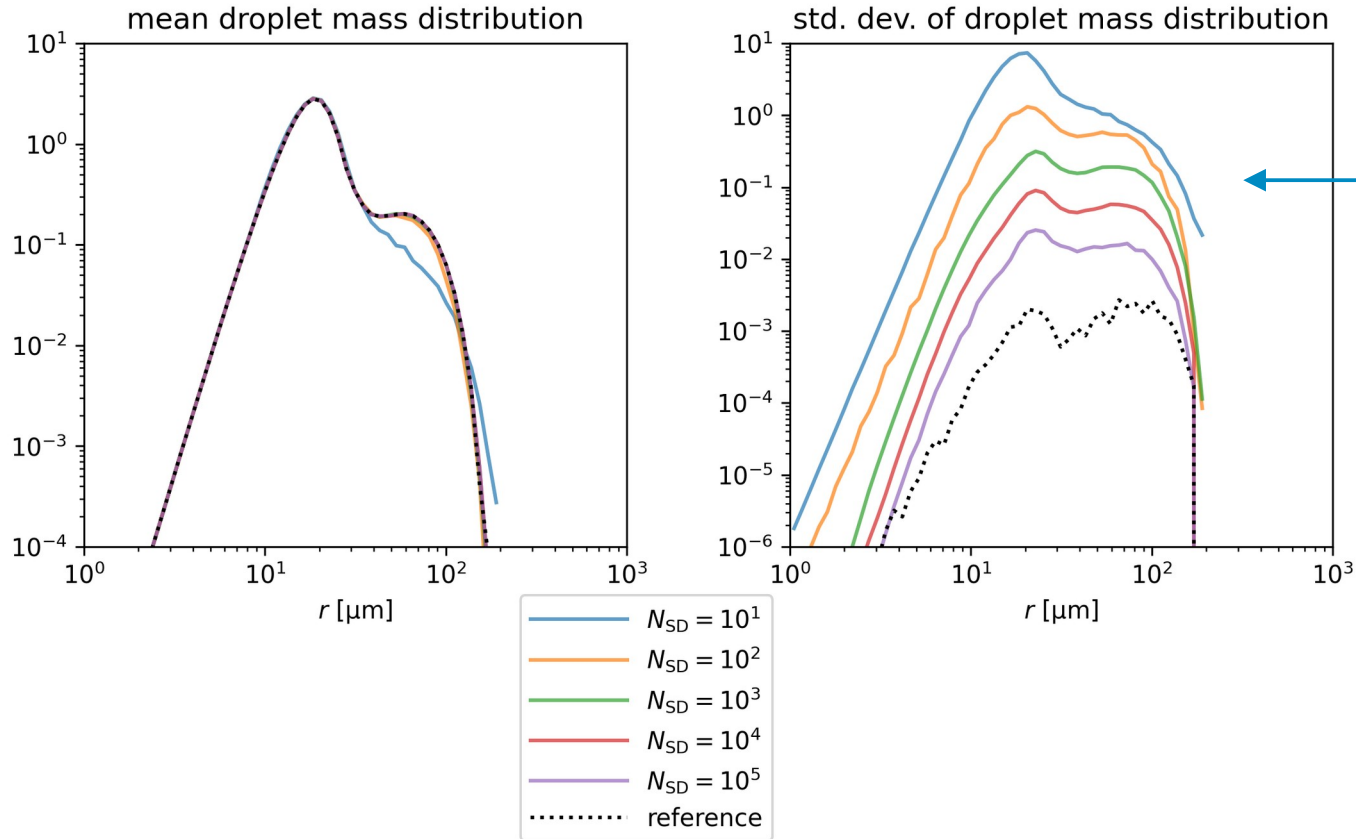 mean droplet mass distribution
10¹
10⁰
10⁻¹
10⁻²
10⁻³
10⁻⁴
10⁰
10¹
10²
10³
r [μm]
std. dev. of droplet mass distribution
10¹
10⁰
10⁻¹
10⁻²
10⁻³
10⁻⁴
10⁻⁵
10⁻⁶
10⁰
10¹
10²
10³
r [μm]
N_SD = 10¹
N_SD = 10²
N_SD = 10³
N_SD = 10⁴
N_SD = 10⁵
reference